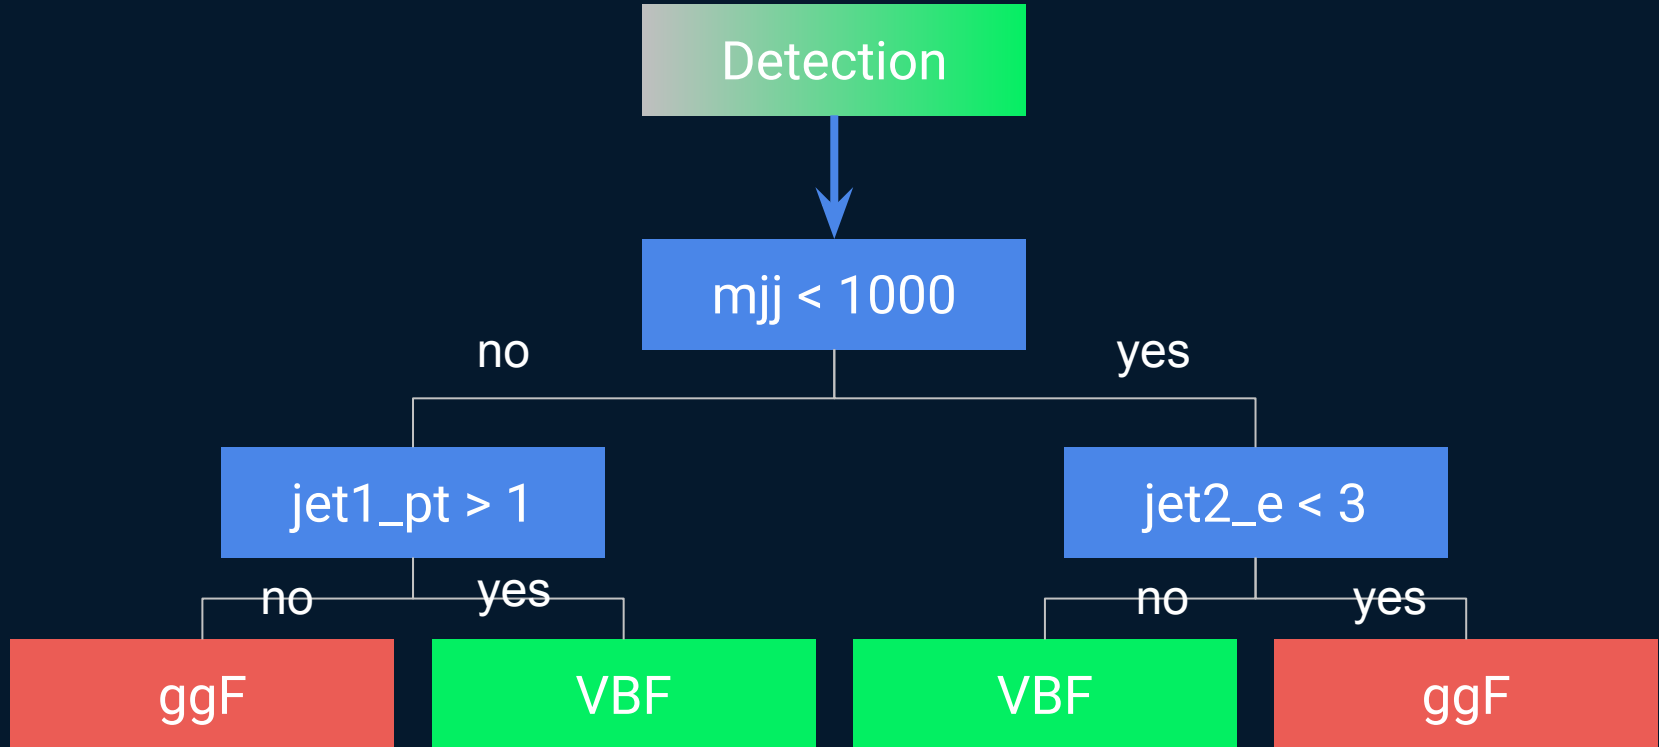 Detection
mjj < 1000
no
yes
jet1_pt > 1
jet2_e < 3
no
yes
no
yes
ggF
VBF
VBF
ggF